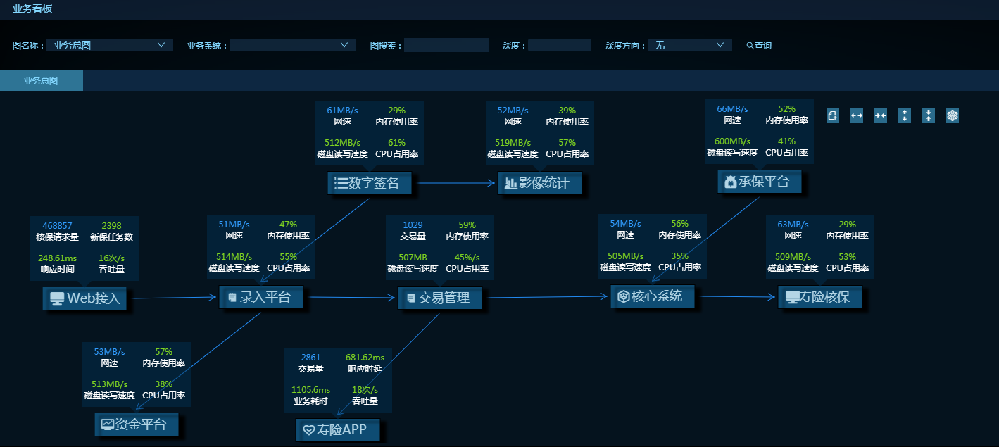 业务看板
图名称： 业务总图 业务系统： 图搜索： 深度： 深度方向： 无 查询
业务总图
61MB/s 29%
网速 内存使用率
512MB/s 61%
磁盘读写速度 CPU占用率
数字签名
52MB/s 39%
网速 内存使用率
519MB/s 57%
磁盘读写速度 CPU占用率
影像统计
66MB/s 52%
网速 内存使用率
600MB/s 41%
磁盘读写速度 CPU占用率
承保平台
468857 2398
核保请求量 新保任务数
248.61ms 16次/s
响应时间 吞吐量
Web接入
51MB/s 47%
网速 内存使用率
514MB/s 55%
磁盘读写速度 CPU占用率
录入平台
1029 59%
交易量 内存使用率
507MB 45%/s
磁盘读写速度 CPU占用率
交易管理
54MB/s 56%
网速 内存使用率
505MB/s 35%
磁盘读写速度 CPU占用率
核心系统
63MB/s 29%
网速 内存使用率
509MB/s 53%
磁盘读写速度 CPU占用率
寿险核保
53MB/s 57%
网速 内存使用率
513MB/s 38%
磁盘读写速度 CPU占用率
资金平台
2861 681.62ms
交易量 响应时延
1105.6ms 18次/s
业务耗时 吞吐量
寿险APP